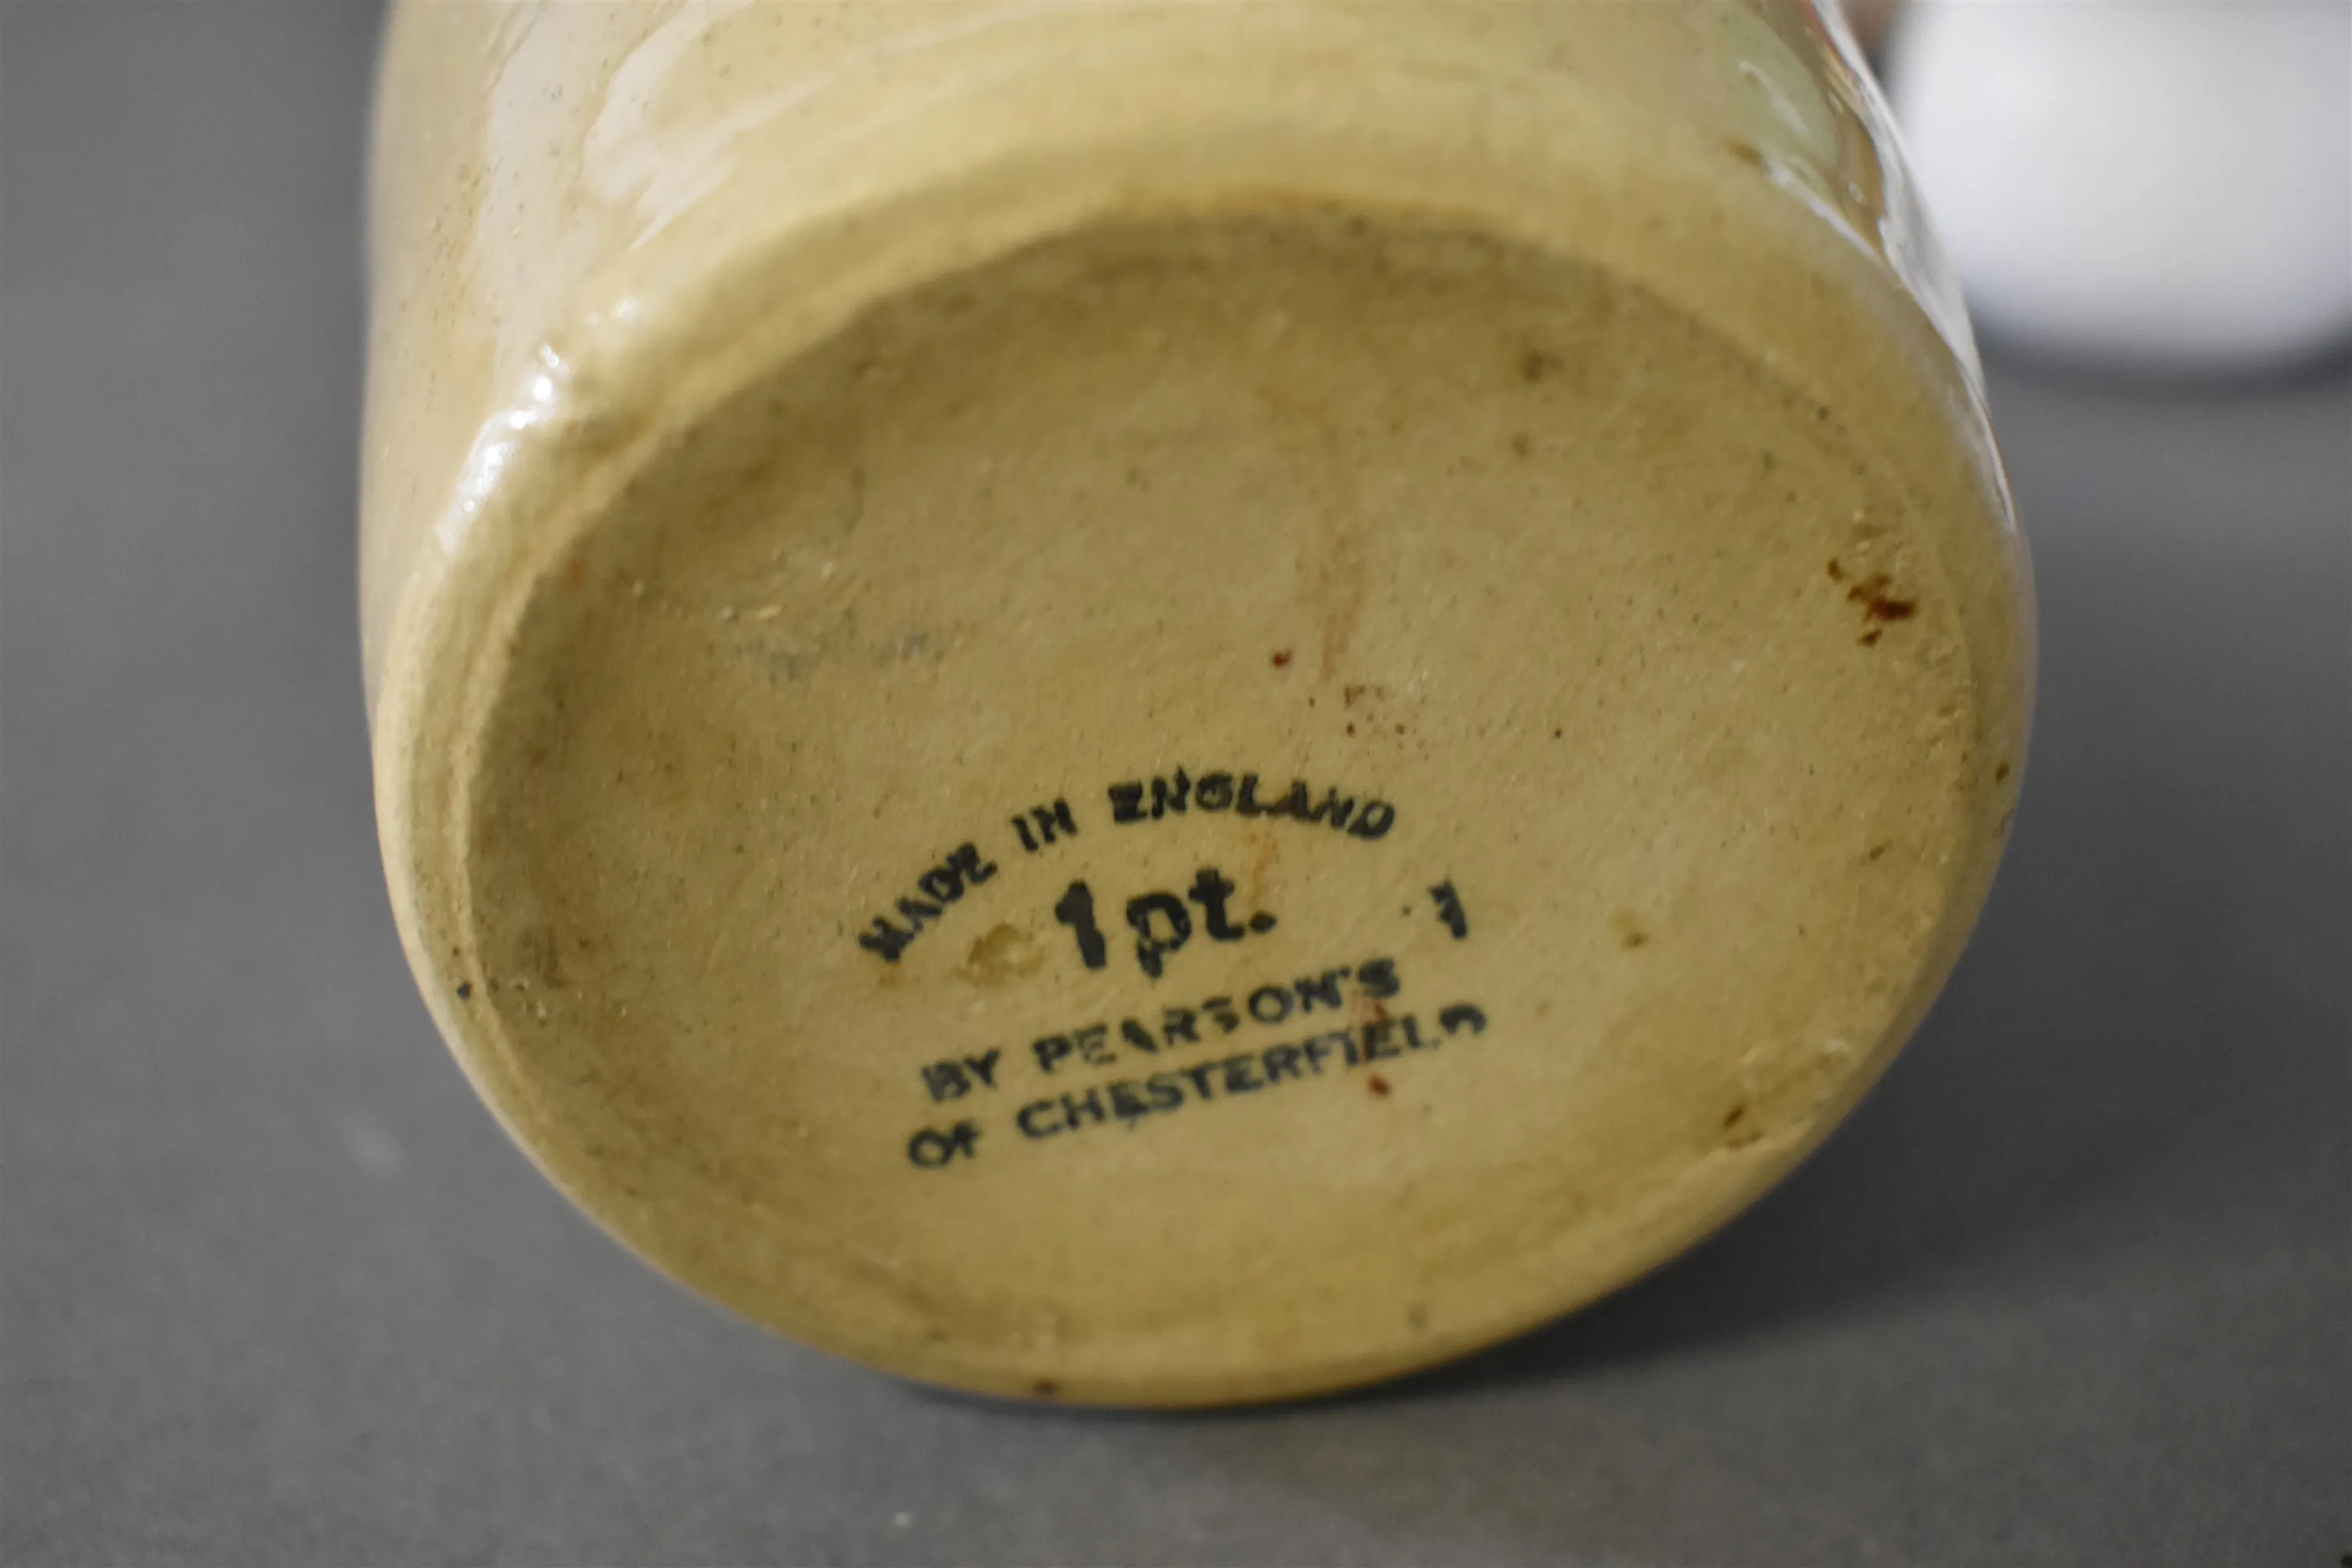 MADE IN ENGLAND
1pt.
BY PEARSON'S
OF CHESTERFIELD